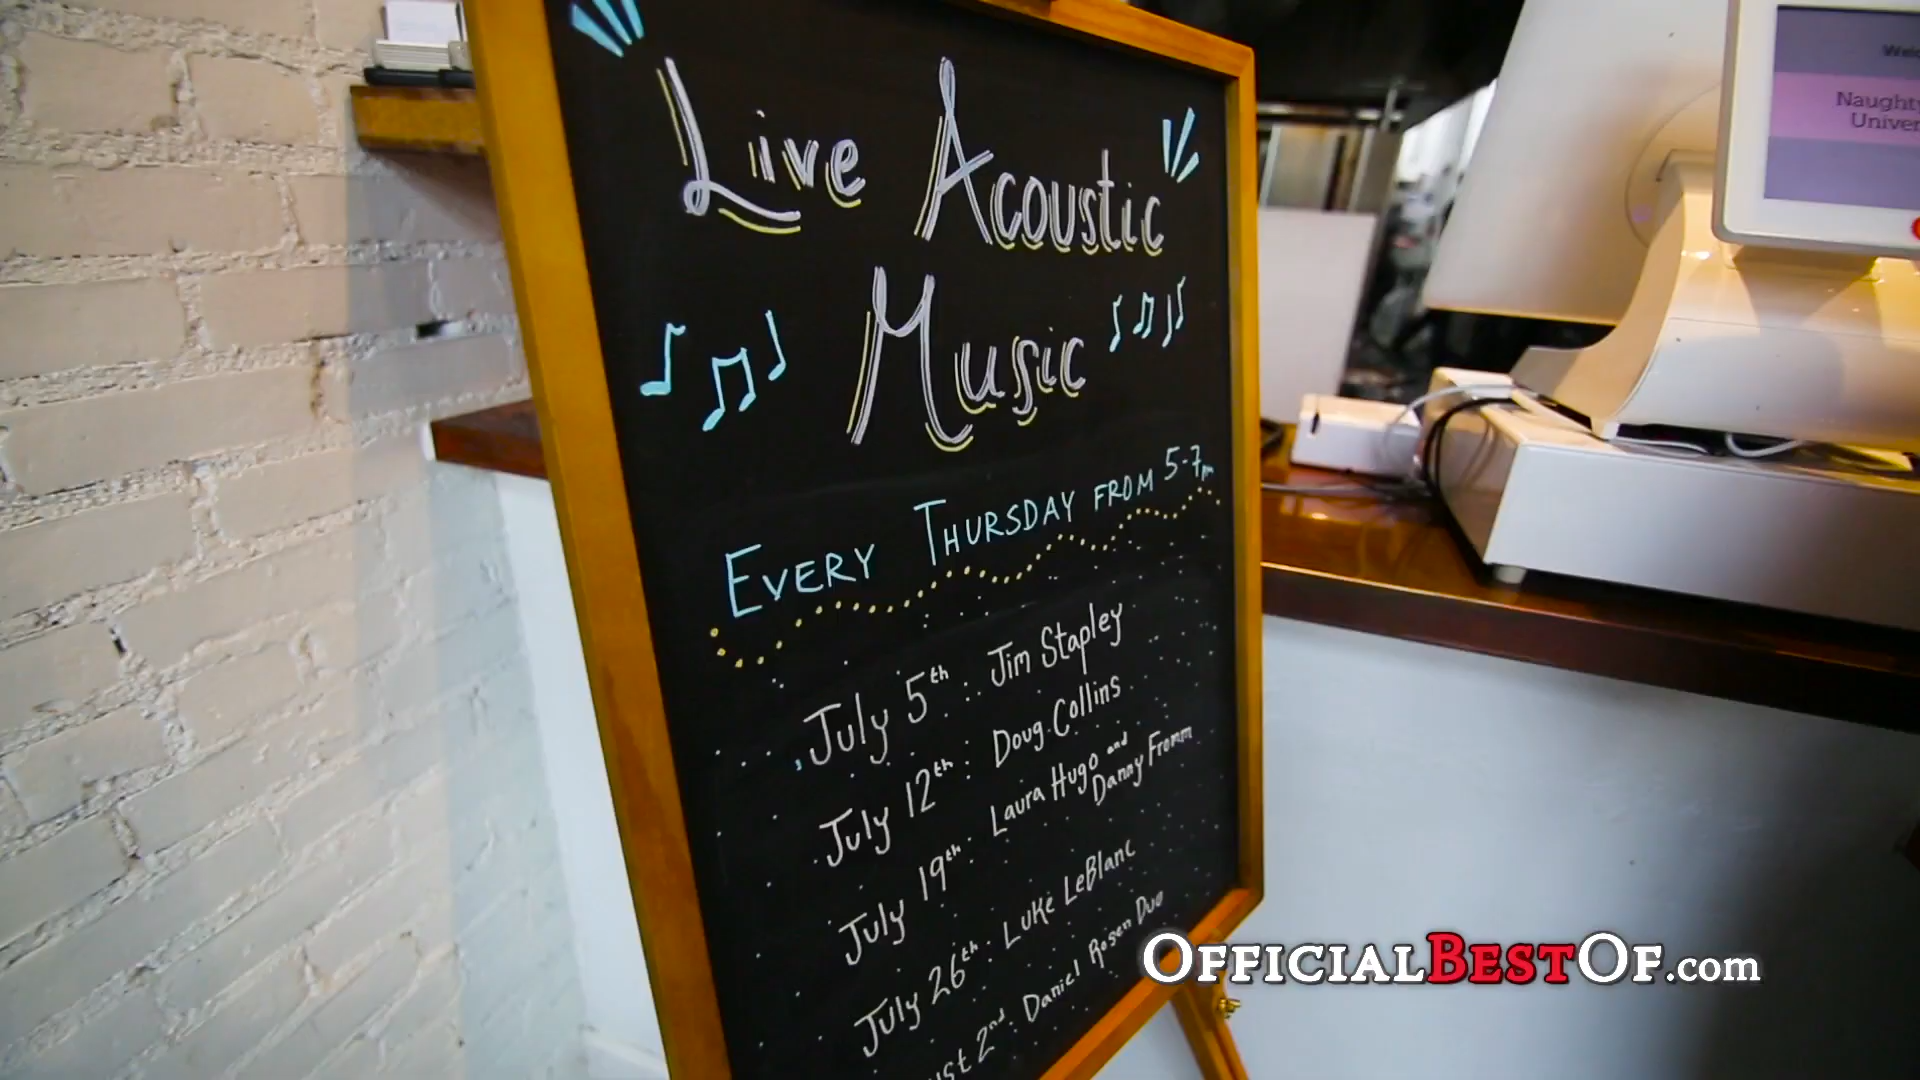 Live Acoustic
Music
Every Thursday from 5-7pm
July 5th: Jim Stapley
July 12th: Doug Collins
July 19th: Laura Hugo and
Danny Fromm
July 26th: Luke LeBlanc
2nd: Daniel Rosen Duo
OfficialBestOf.com